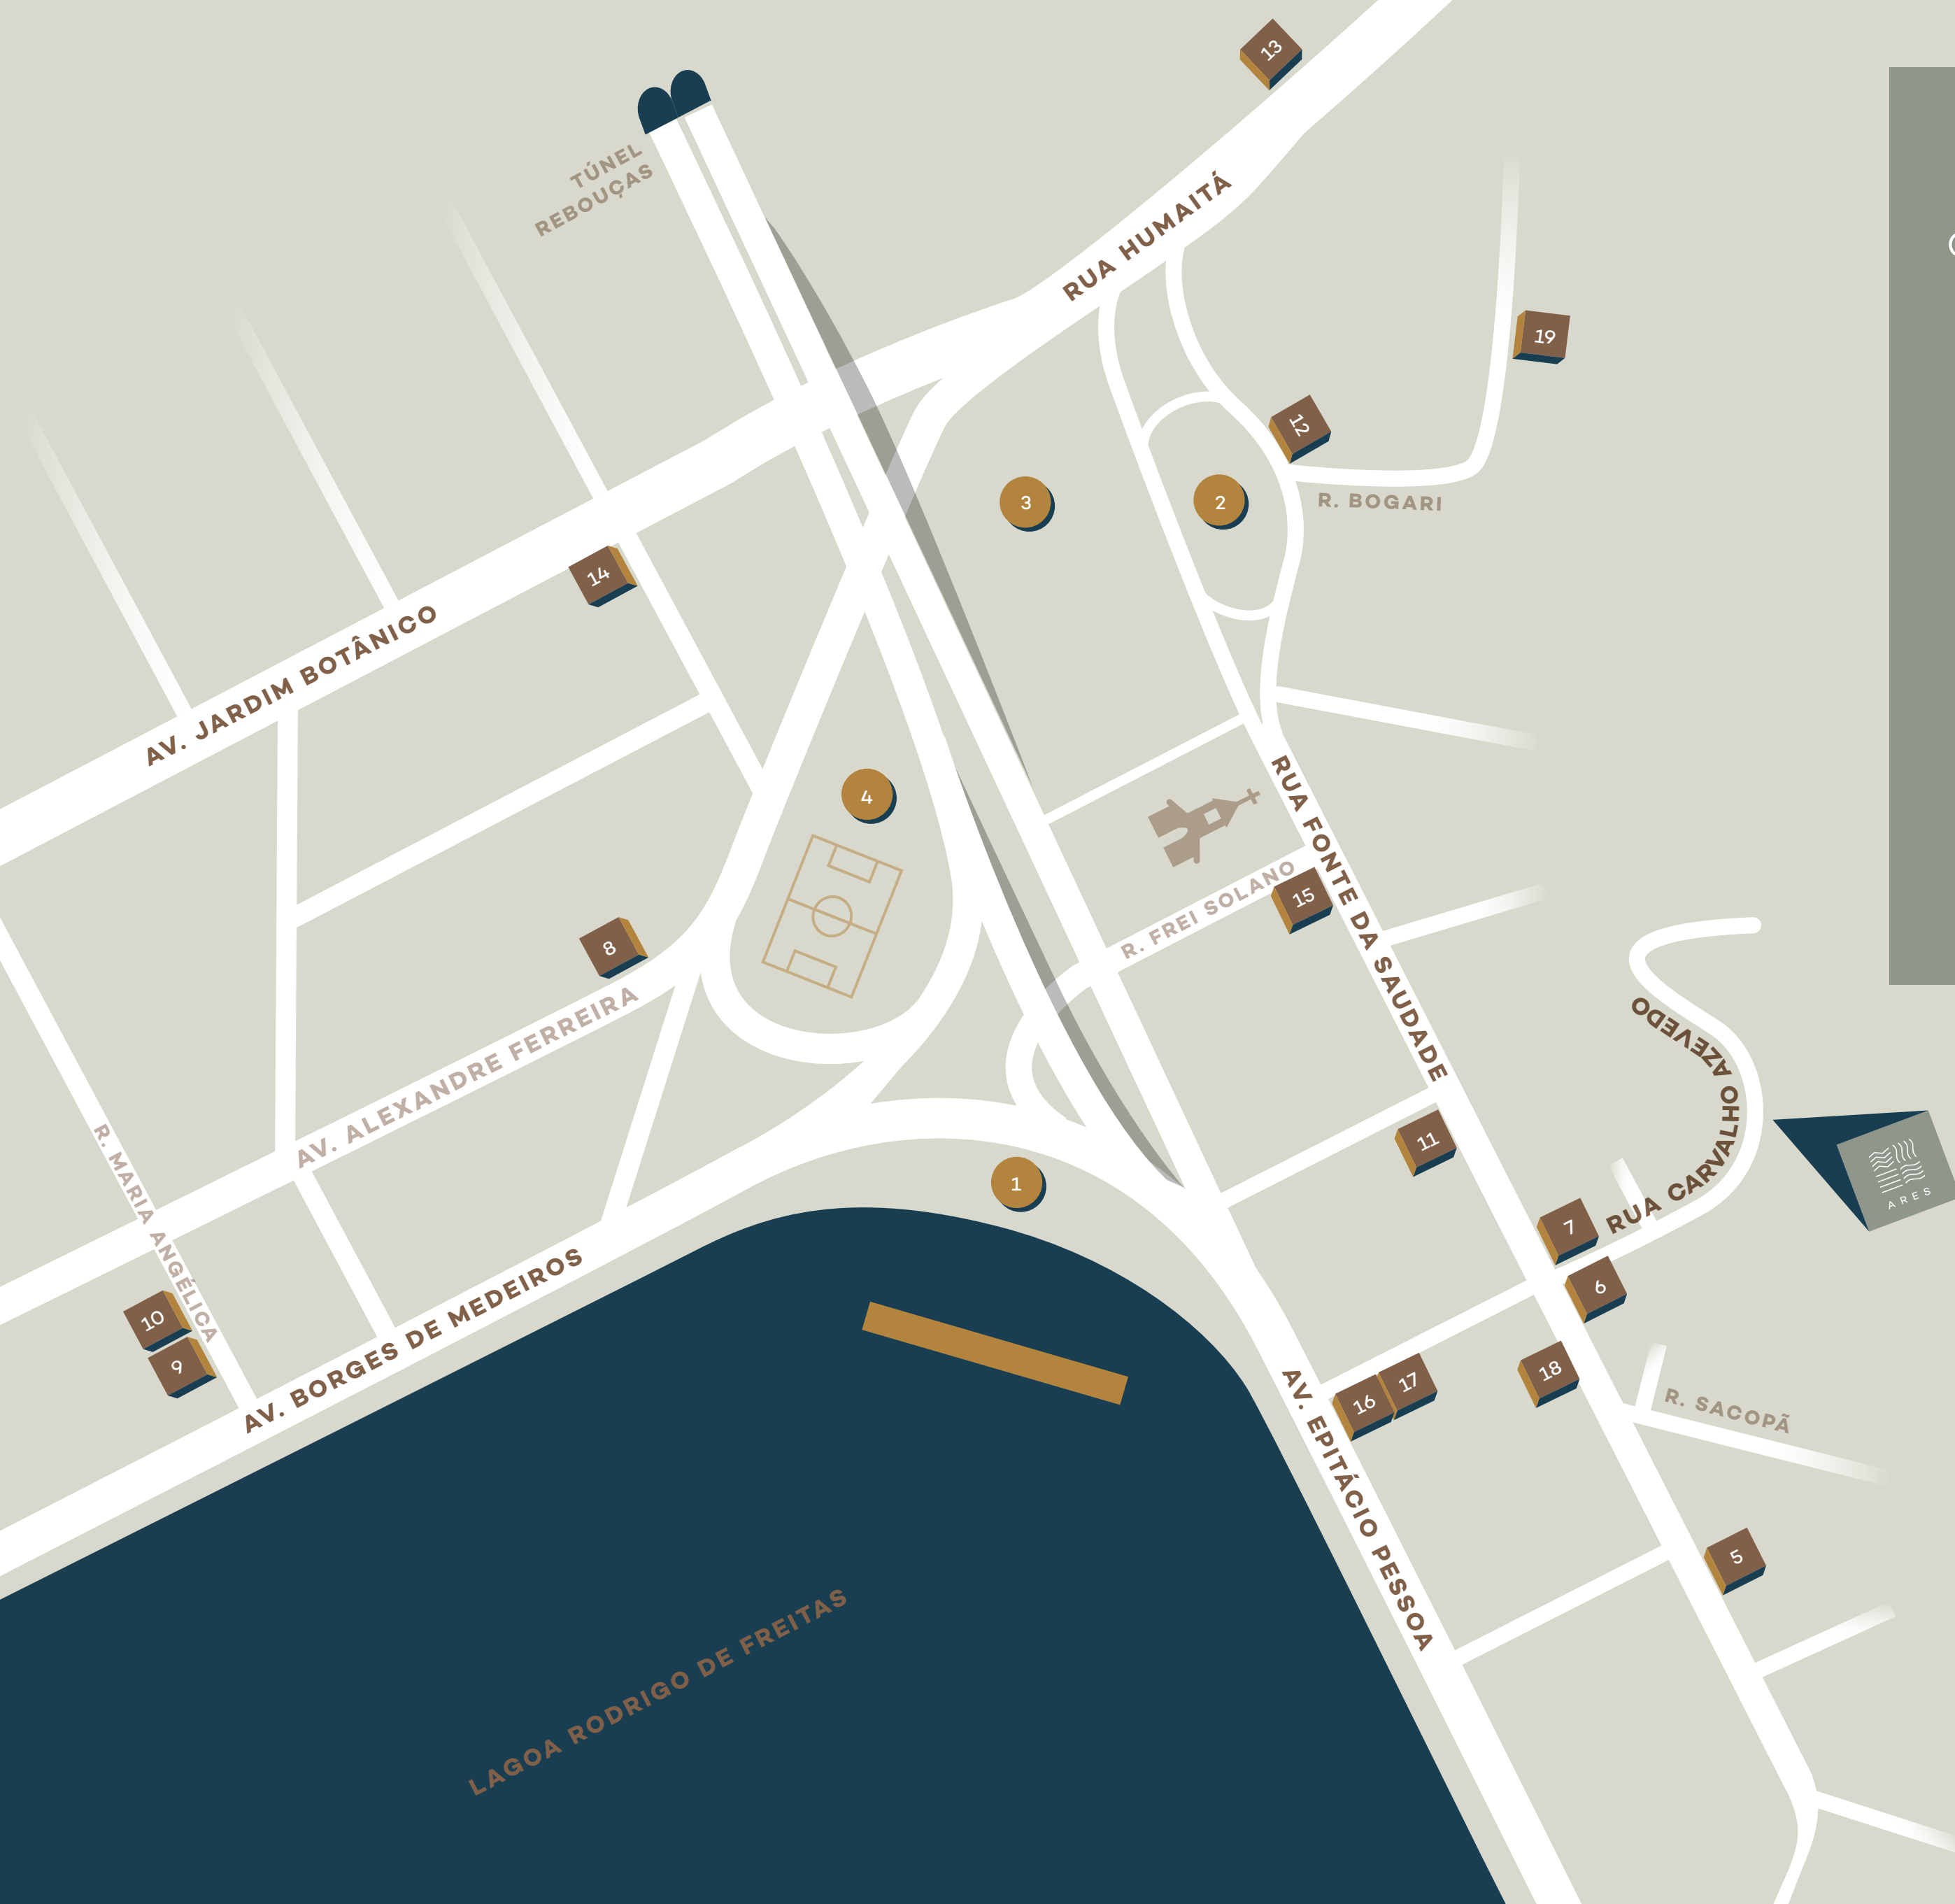 13
TÚNEL
REBOUÇAS
RUA HUMAITÁ
19
12
3
2
R. BOGARI
14
AV. JARDIM BOTÂNICO
4
RUA FONTE DA SAUDADE
15
R. FREI SOLANO
8
AV. ALEXANDRE FERREIRA
RUA CARVALHO AZEVEDO
R. MARIA ANGÉLICA
11
1
ARES
7
6
10
9
AV. BORGES DE MEDEIROS
18
17
16
R. SACOPÃ
AV. EPITÁCIO PESSOA
5
LAGOA RODRIGO DE FREITAS